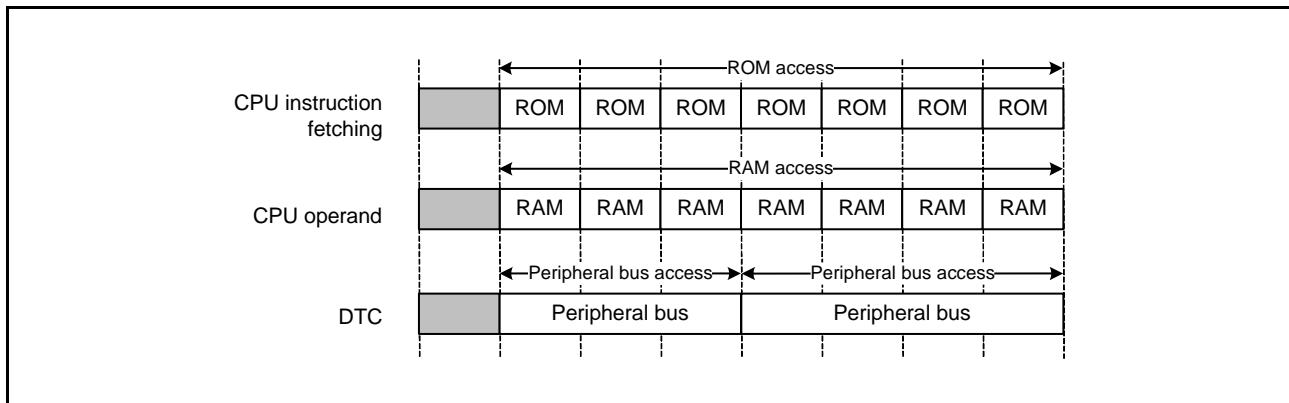 ROM access
CPU instruction
fetching
ROM ROM ROM ROM ROM ROM ROM
RAM access
CPU operand
RAM RAM RAM RAM RAM RAM RAM
Peripheral bus access Peripheral bus access
DTC
Peripheral bus Peripheral bus